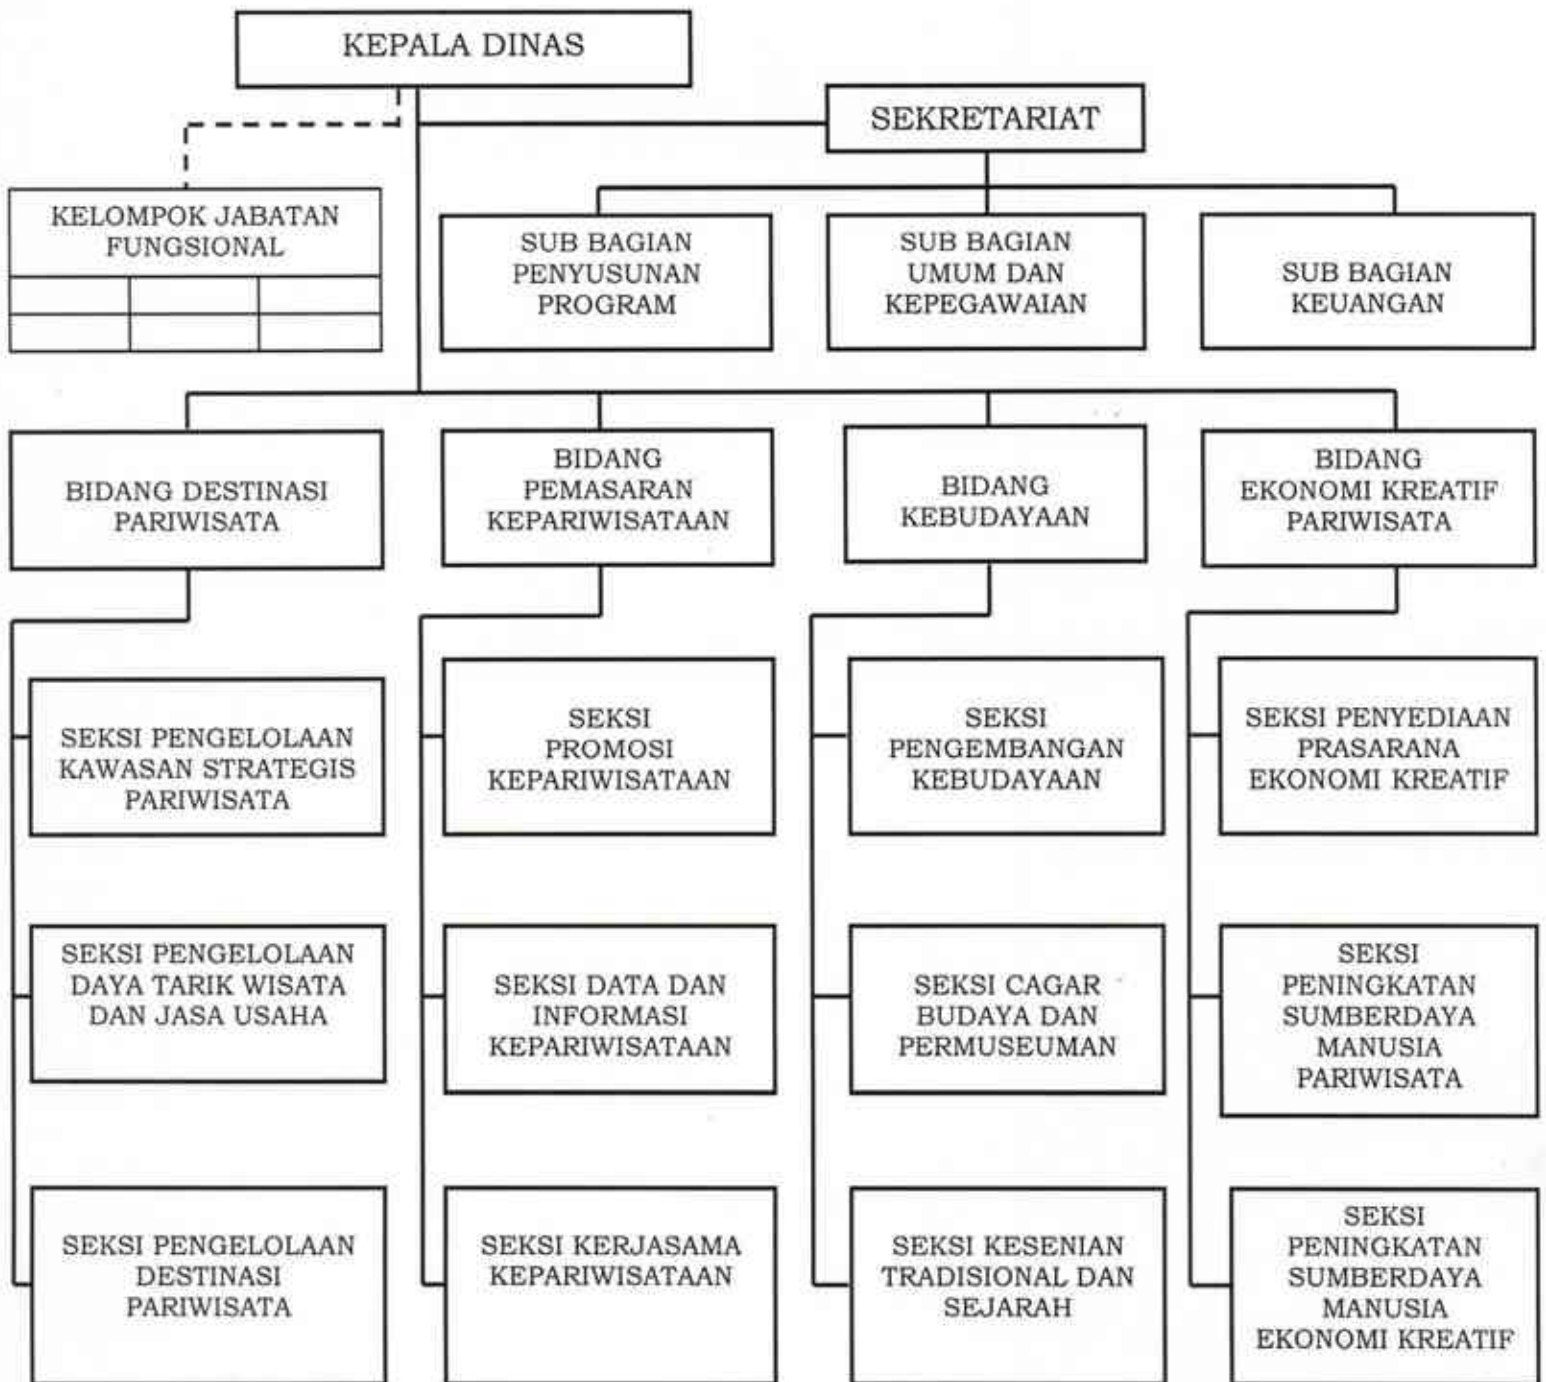 KEPALA DINAS
SEKRETARIAT
KELOMPOK JABATAN
FUNGSIONAL
SUB BAGIAN
PENYUSUNAN
PROGRAM
SUB BAGIAN
UMUM DAN
KEPEGAWAIAN
SUB BAGIAN
KEUANGAN
BIDANG DESTINASI
PARIWISATA
BIDANG
PEMASARAN
KEPARIWISATAAN
BIDANG
KEBUDAYAAN
BIDANG
EKONOMI KREATIF
PARIWISATA
SEKSI PENGELOLAAN
KAWASAN STRATEGIS
PARIWISATA
SEKSI
PROMOSI
KEPARIWISATAAN
SEKSI
PENGEMBANGAN
KEBUDAYAAN
SEKSI PENYEDIAAN
PRASARANA
EKONOMI KREATIF
SEKSI PENGELOLAAN
DAYA TARIK WISATA
DAN JASA USAHA
SEKSI DATA DAN
INFORMASI
KEPARIWISATAAN
SEKSI CAGAR
BUDAYA DAN
PERMUSEUMAN
SEKSI
PENINGKATAN
SUMBERDAYA
MANUSIA
PARIWISATA
SEKSI PENGELOLAAN
DESTINASI
PARIWISATA
SEKSI KERJASAMA
KEPARIWISATAAN
SEKSI KESENIAN
TRADISIONAL DAN
SEJARAH
SEKSI
PENINGKATAN
SUMBERDAYA
MANUSIA
EKONOMI KREATIF